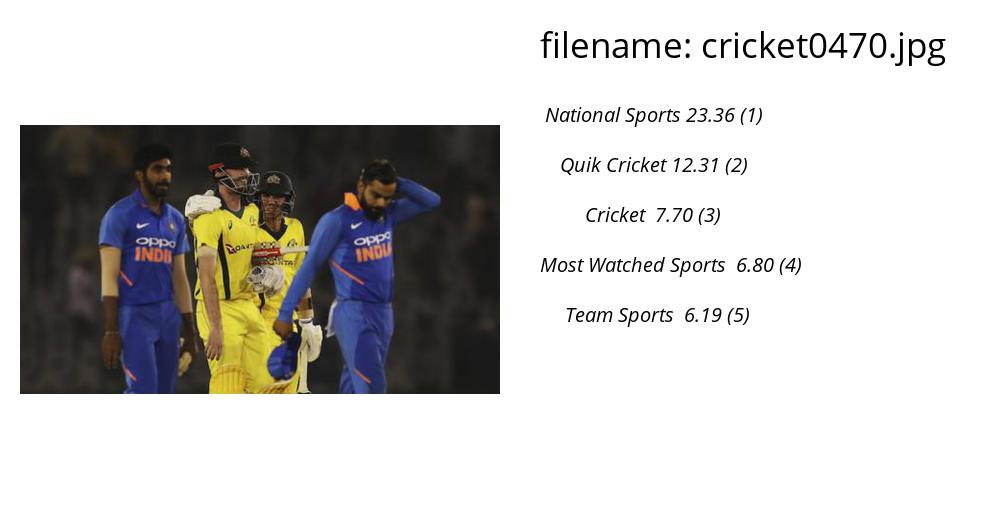 filename: cricket0470.jpg
National Sports 23.36 (1)
Quik Cricket 12.31 (2)
Cricket 7.70 (3)
Most Watched Sports 6.80 (4)
Team Sports 6.19 (5)
oppo
INDIA
QANTAS
oppo
INDIA